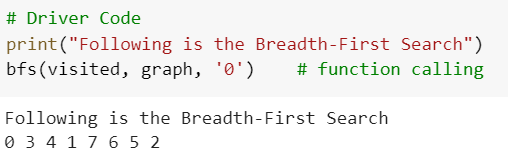 # Driver Code
print("Following is the Breadth-First Search")
bfs(visited, graph, '0')    # function calling
Following is the Breadth-First Search
0 3 4 1 7 6 5 2